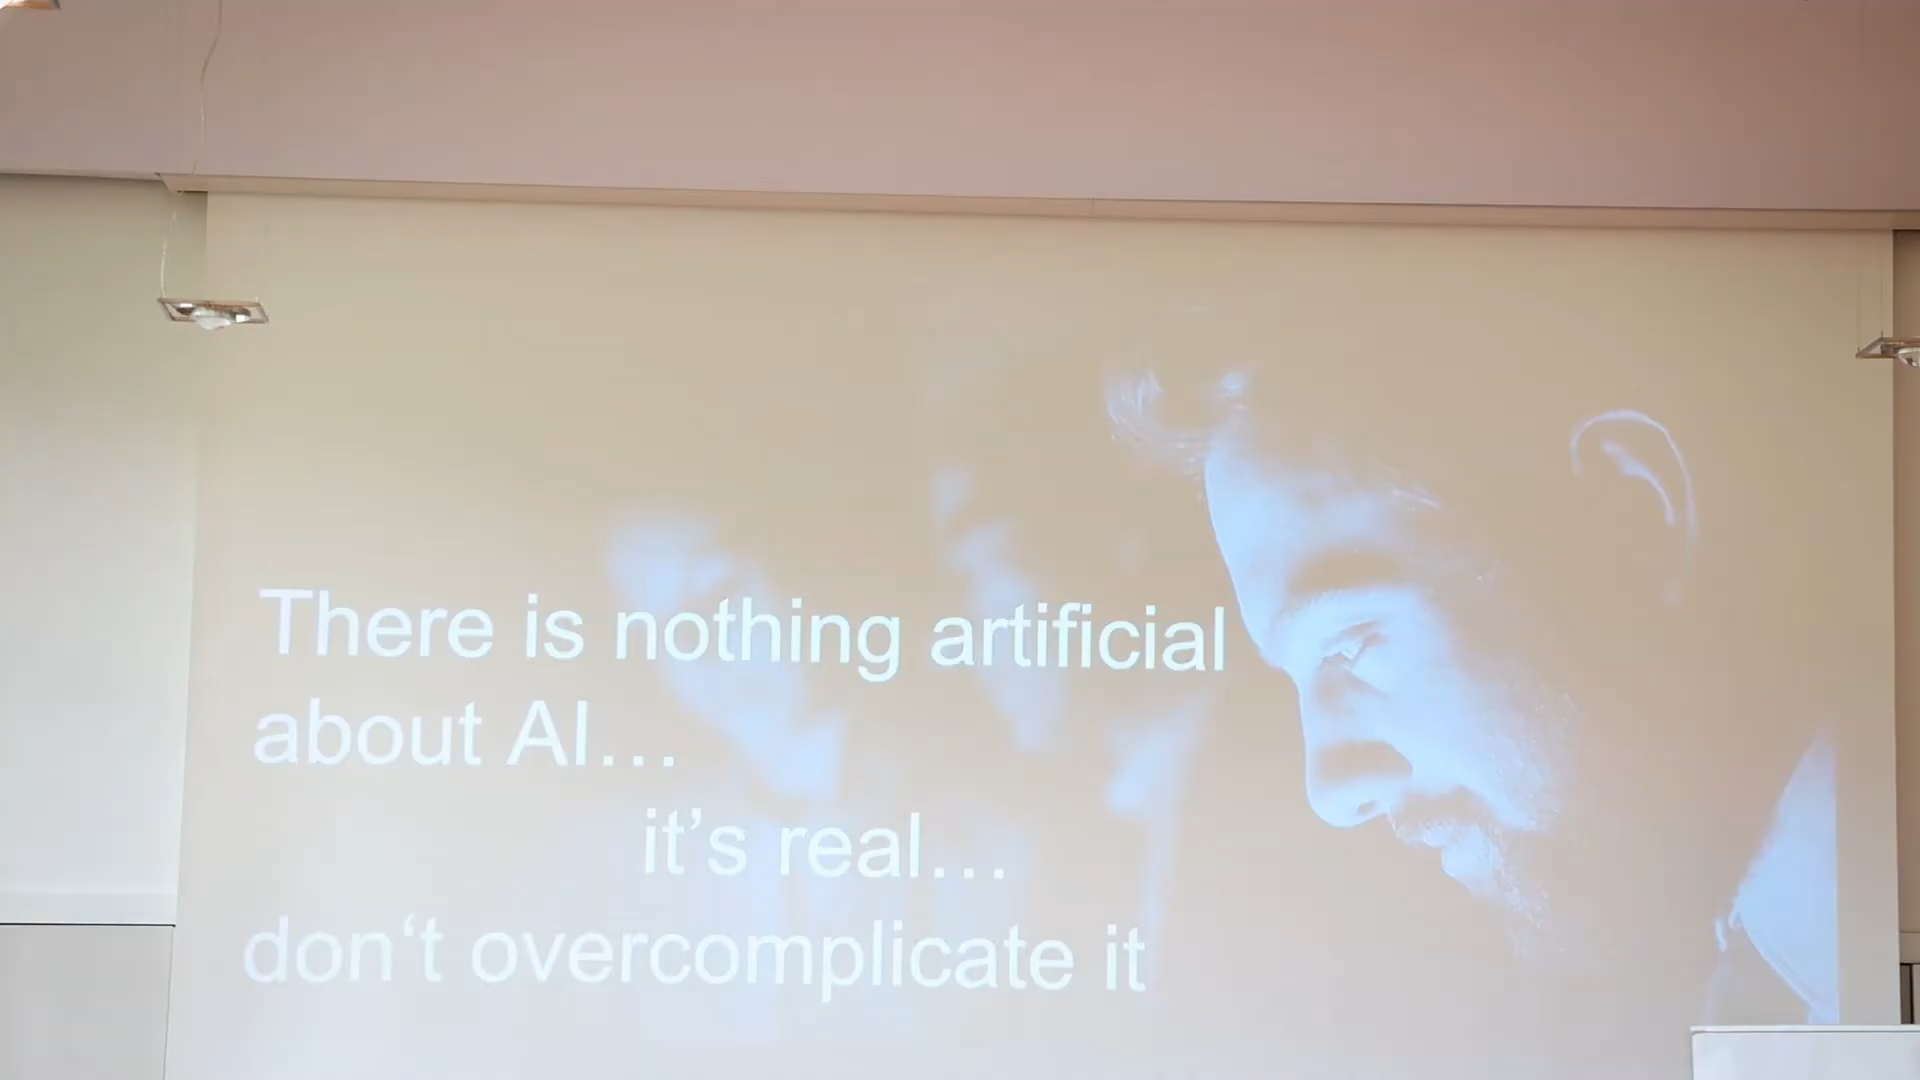 There is nothing artificial
about AI…
it’s real…
don‘t overcomplicate it